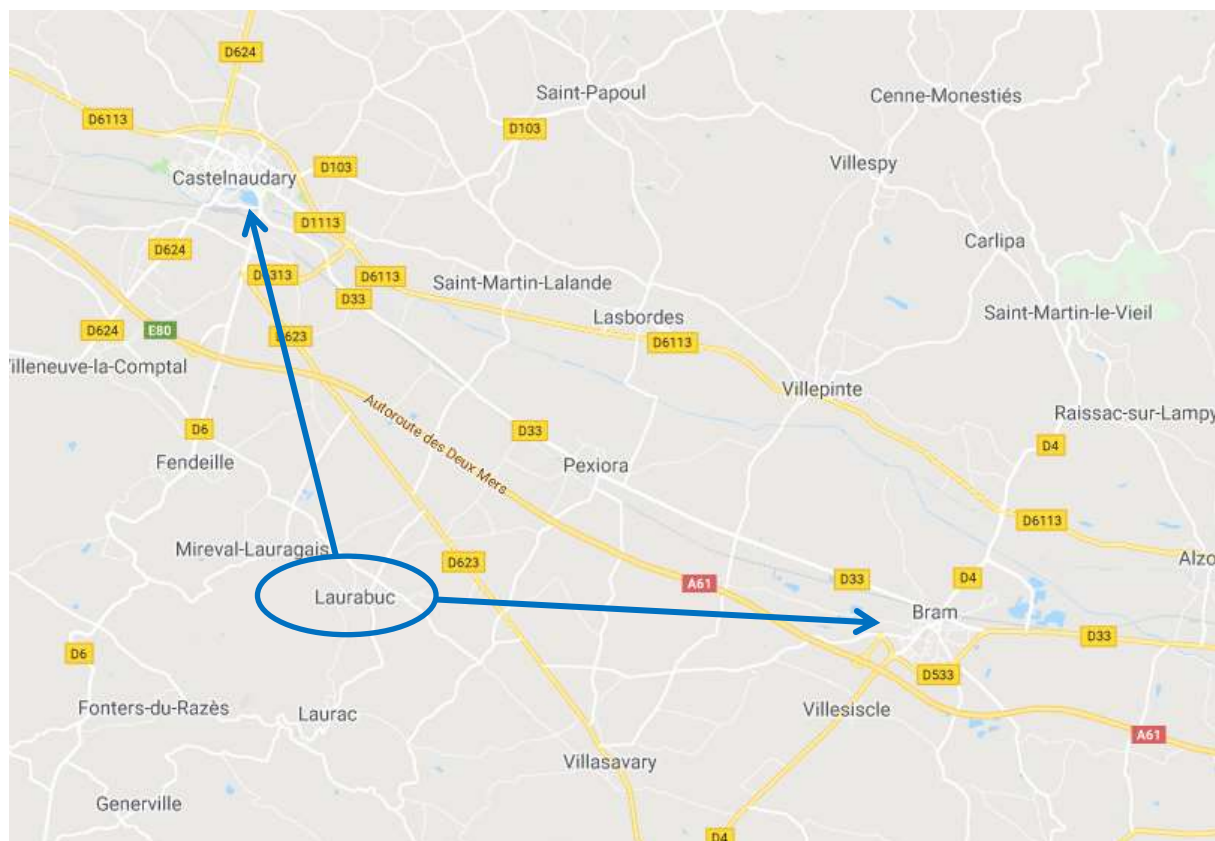 D624
Saint-Papoul
Cenne-Monestiés
D6113
D103
D103
Villespy
Castelnaudary
D1113
D624
Carlipa
D6113
Saint-Martin-Lalande
D33
Saint-Martin-le-Vieil
Lasbordes
D624
E80
D623
D6113
Villeneuve-la-Comptal
Villepinte
Autoroute des Deux Mers
Raissac-sur-Lampy
D6
D33
D4
Fendeille
Pexiora
D6113
Mireval-Lauragais
D623
Laurabuc
A61
D33
D4
Bram
D33
D6
D533
Fonters-du-Razès
Laurac
Villesiscle
A61
Villasavary
Generville
D4